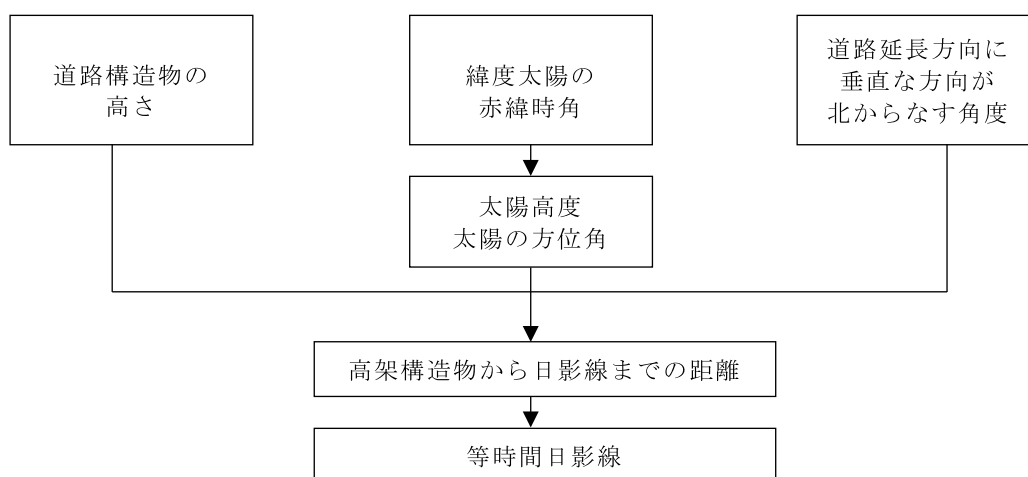 道路構造物の
高さ
緯度太陽の
赤緯時角
道路延長方向に
垂直な方向が
北からなす角度
太陽高度
太陽の方位角
高架構造物から日影線までの距離
等時間日影線